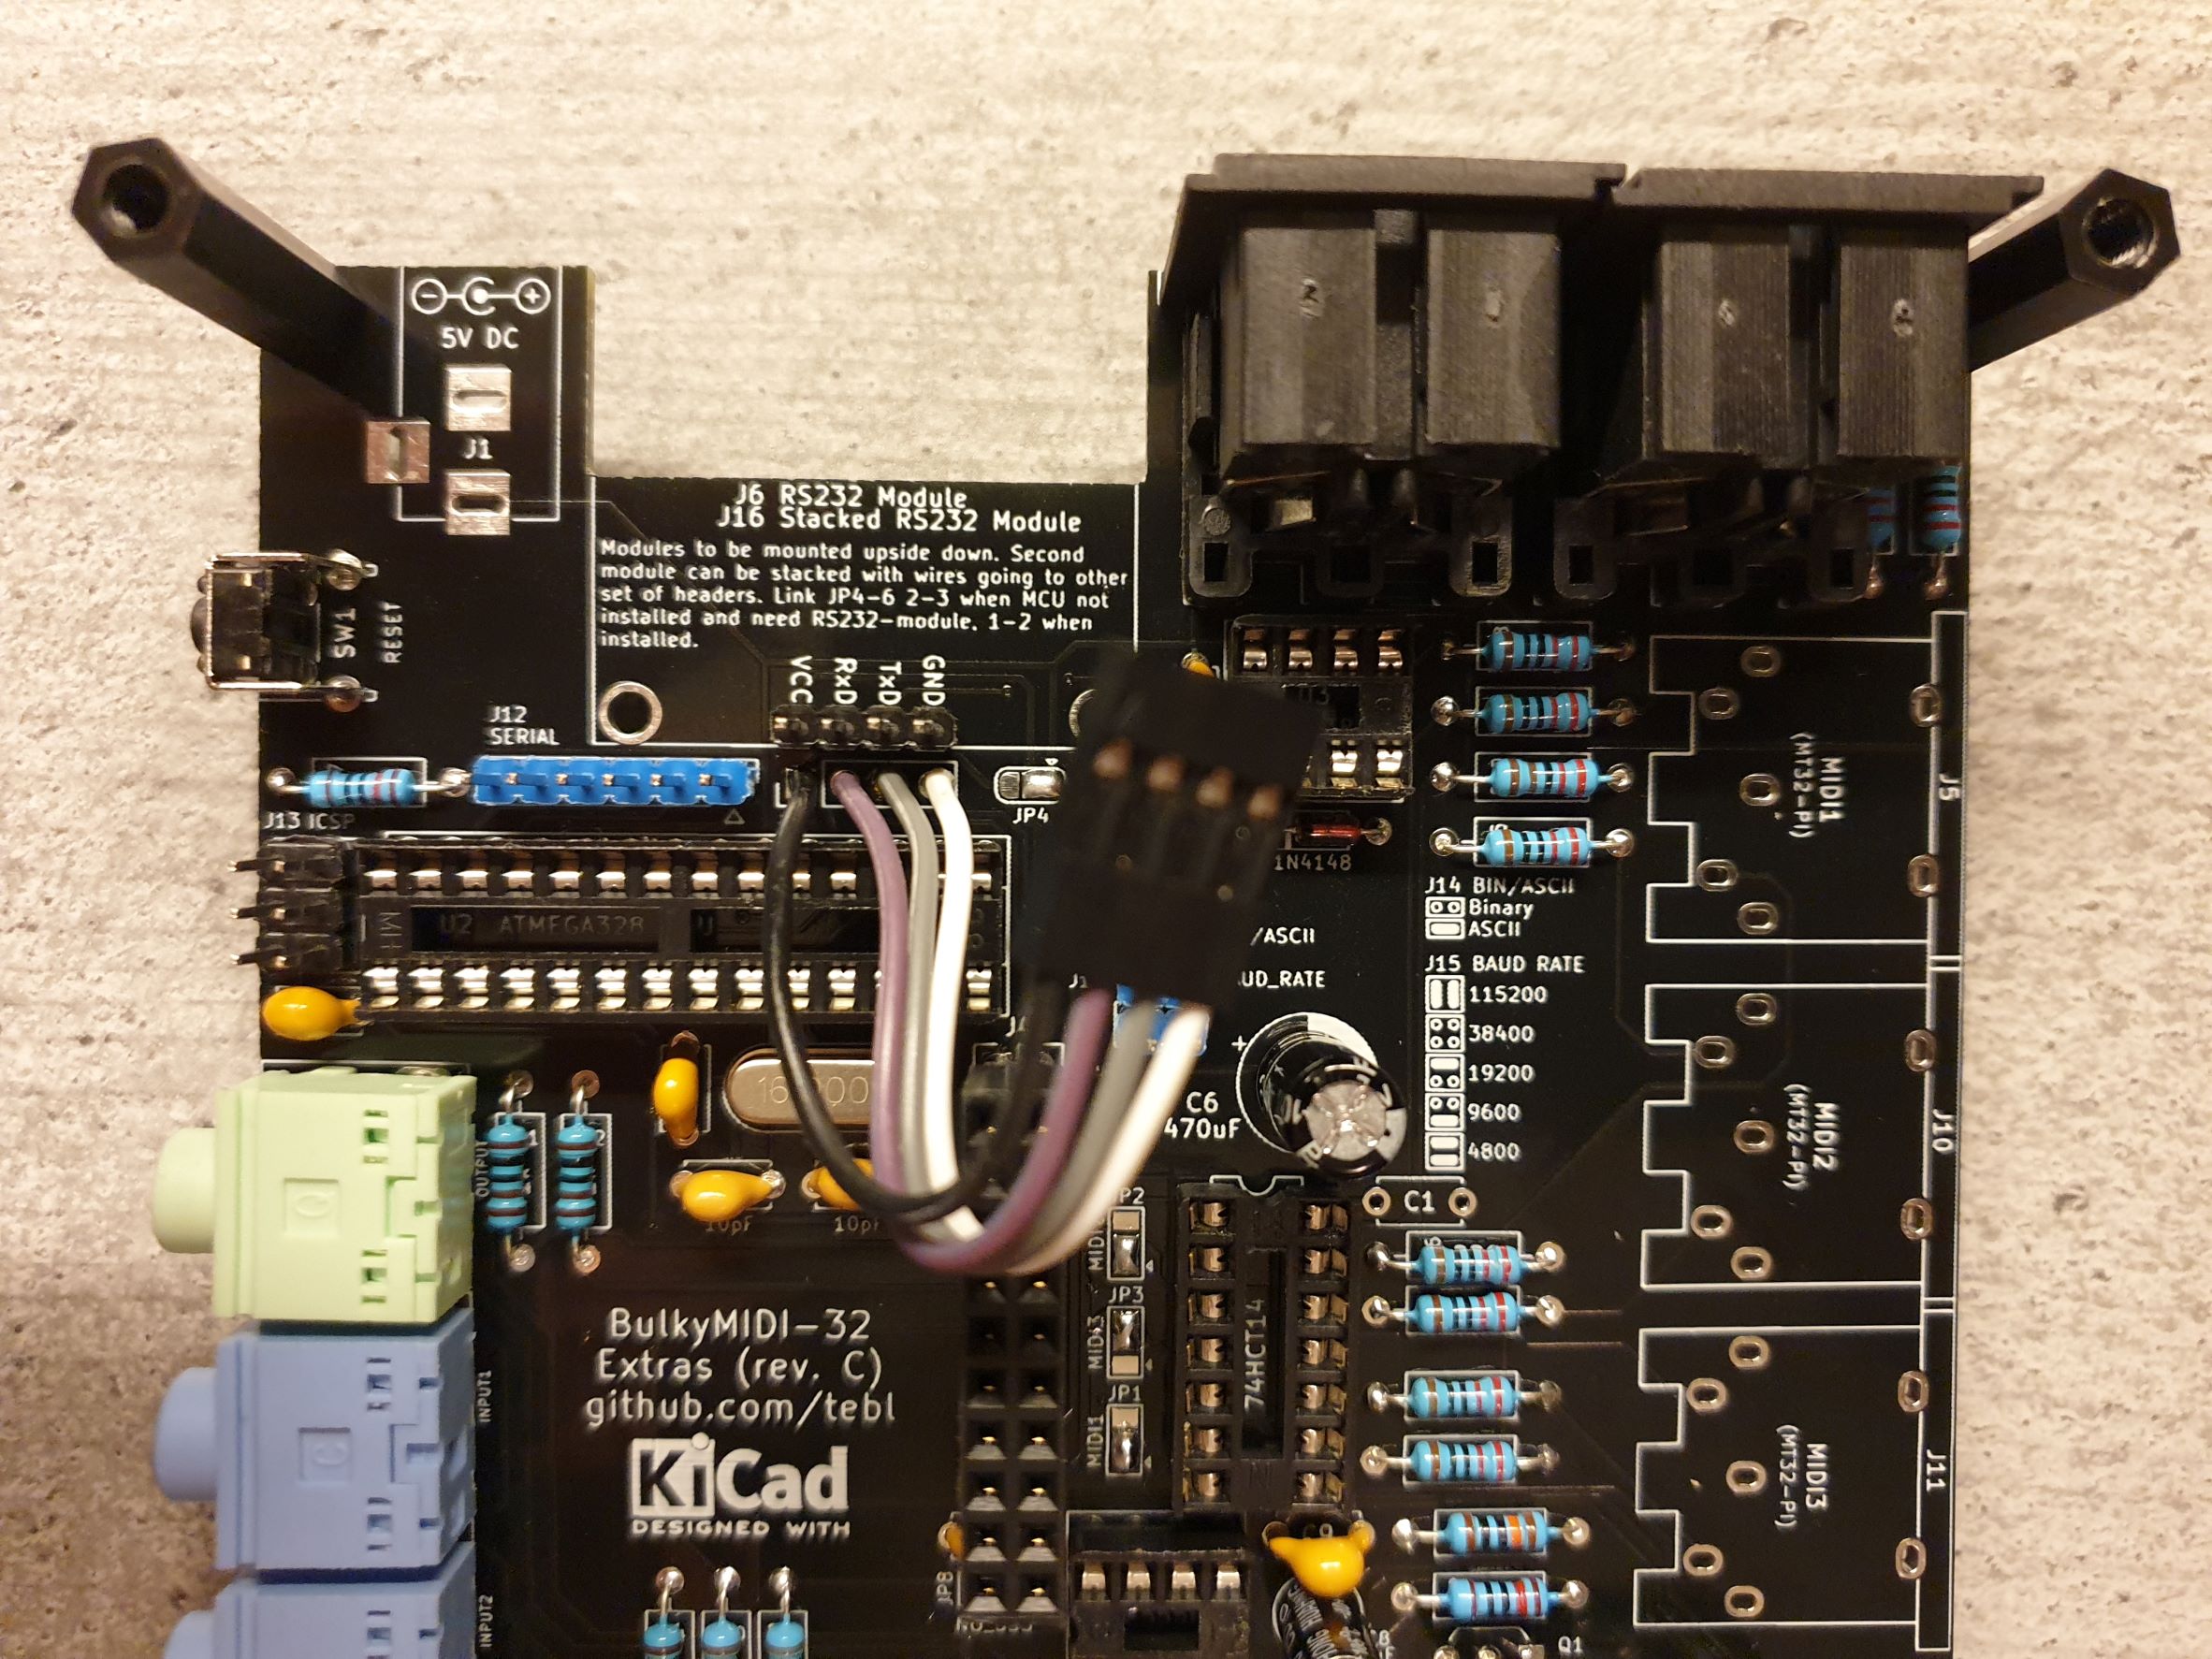 5V DC
J1
J6 RS232 Module
J16 Stacked RS232 Module
Modules to be mounted upside down. Second
module can be stacked with wires going to other
set of headers. Link JP4-6 2-3 when MCU not
installed and need RS232-module. 1-2 when
installed.
SW1
RESET
VCC
RxD
TxD
GND
J12
SERIAL
JP4
J13 ICSP
U2 ATMEGA328
1N4148
J14 BIN/ASCII
Binary
ASCII
/ASCII
J15 BAUD RATE
UD_RATE
115200
38400
19200
9600
4800
MIDI1
(MT32-PI)
J5
MIDI2
(MT32-PI)
J10
MIDI3
(MT32-PI)
J11
C6
470uF
C1
10pF
OUTPUT
INPUT1
INPUT2
JP3
MIDI3
JP1
MIDI1
74HCT14
BulkyMIDI-32
Extras (rev. C)
github.com/tebl
KiCad
DESIGNED WITH
JP8
C9
Q1